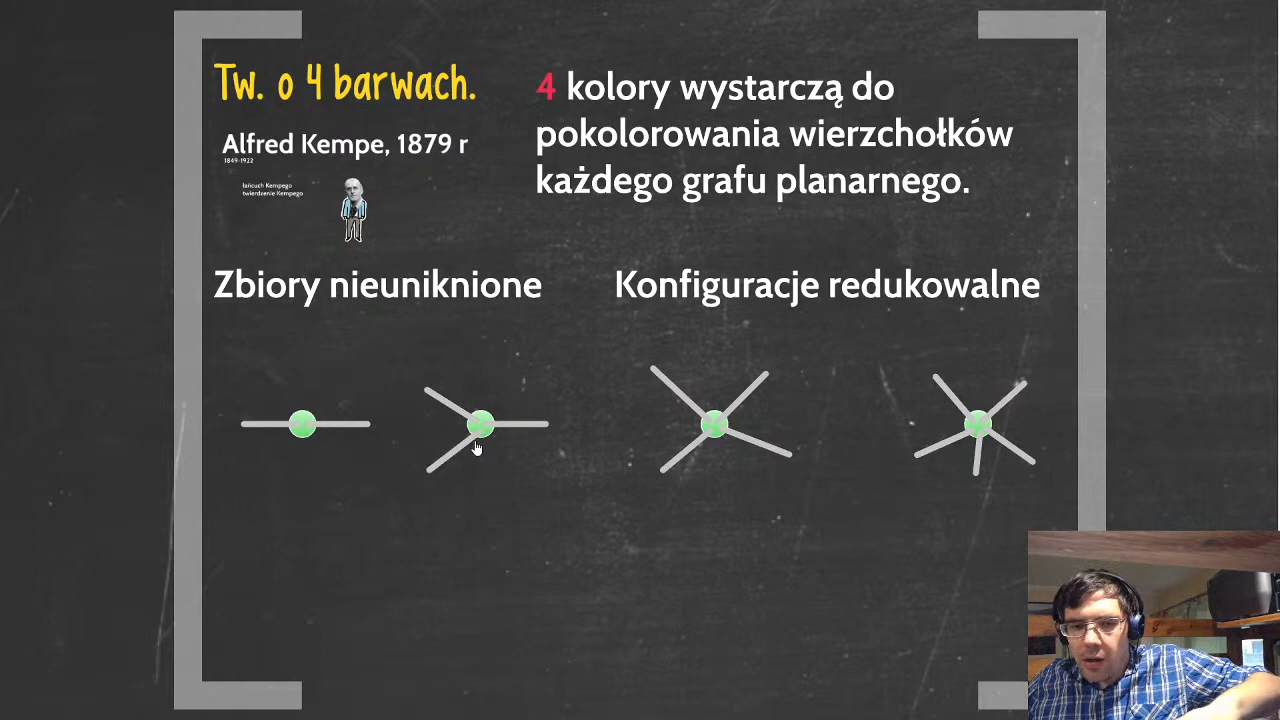 Tw. o 4 barwach.
Alfred Kempe, 1879 r
1849-1922
łańcuch Kempego
twierdzenie Kempego
4 kolory wystarczą do
pokolorowania wierzchołków
każdego grafu planarnego.
Zbiory nieuniknione
Konfiguracje redukowalne